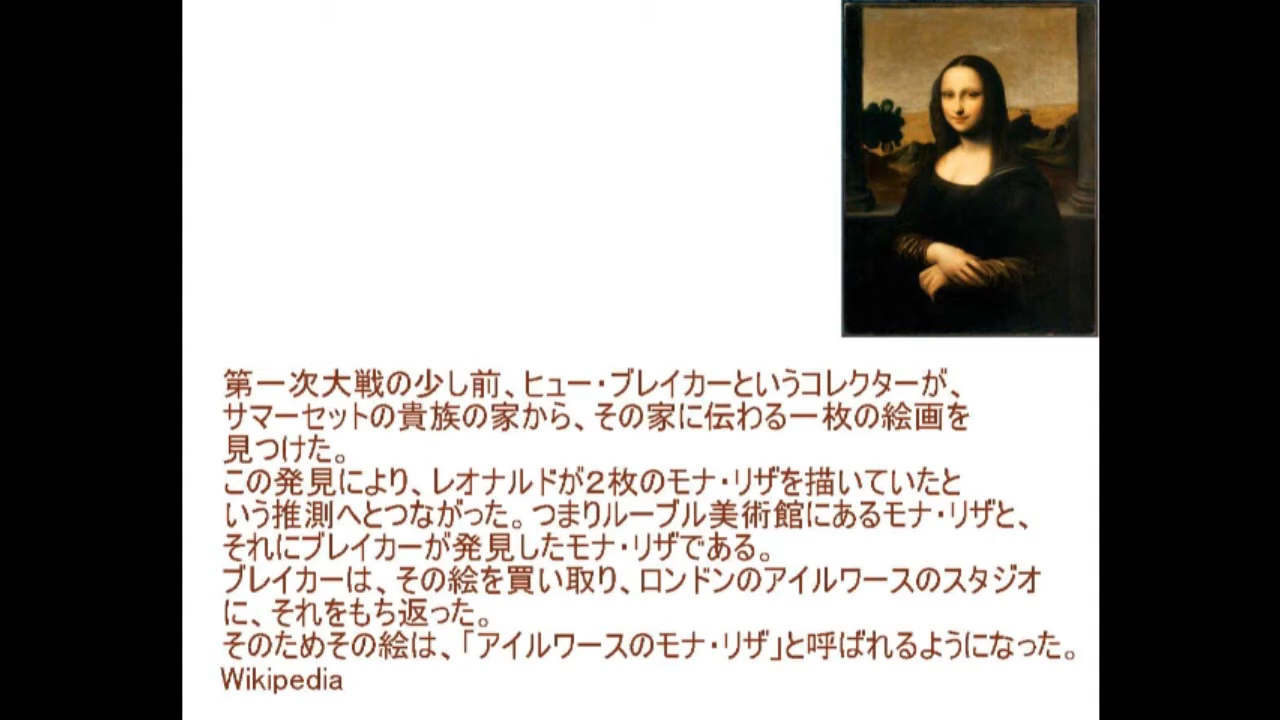 第一次大戦の少し前、ヒュー・ブレイカーというコレクターが、
サマーセットの貴族の家から、その家に伝わる一枚の絵画を
見つけた。
この発見により、レオナルドが２枚のモナ・リザを描いていたと
いう推測へとつながった。つまりルーブル美術館にあるモナ・リザと、
それにブレイカーが発見したモナ・リザである。
ブレイカーは、その絵を買い取り、ロンドンのアイルワースのスタジオ
に、それをもち返った。
そのためその絵は、「アイルワースのモナ・リザ」と呼ばれるようになった。
Wikipedia